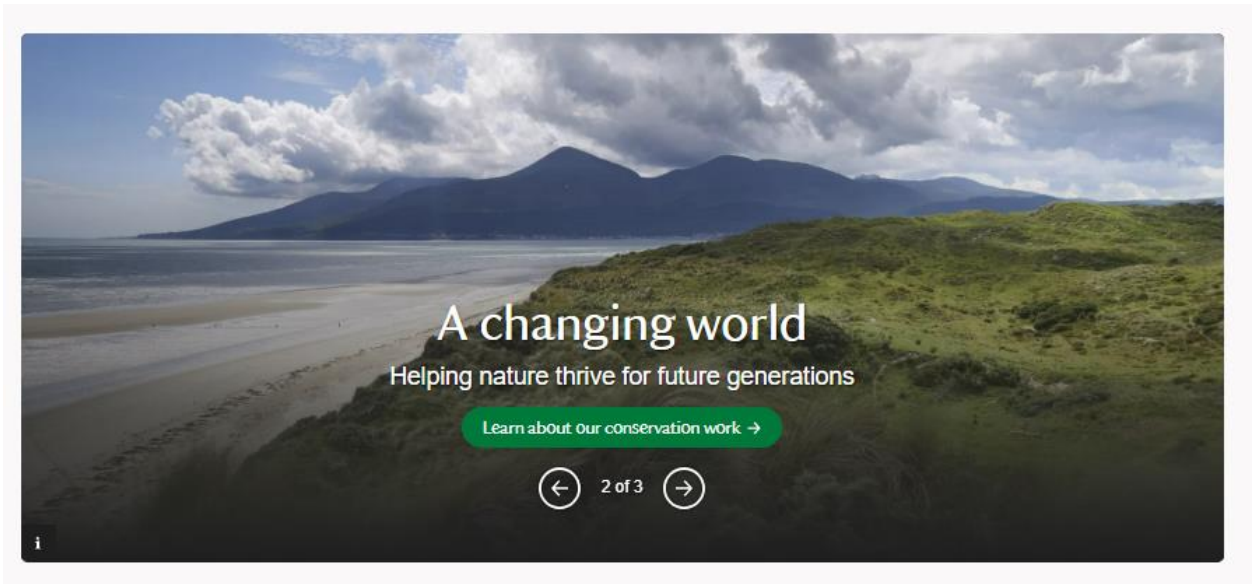 A changing world
Helping nature thrive for future generations
Learn about our conservation work →
← 2 of 3 →
i